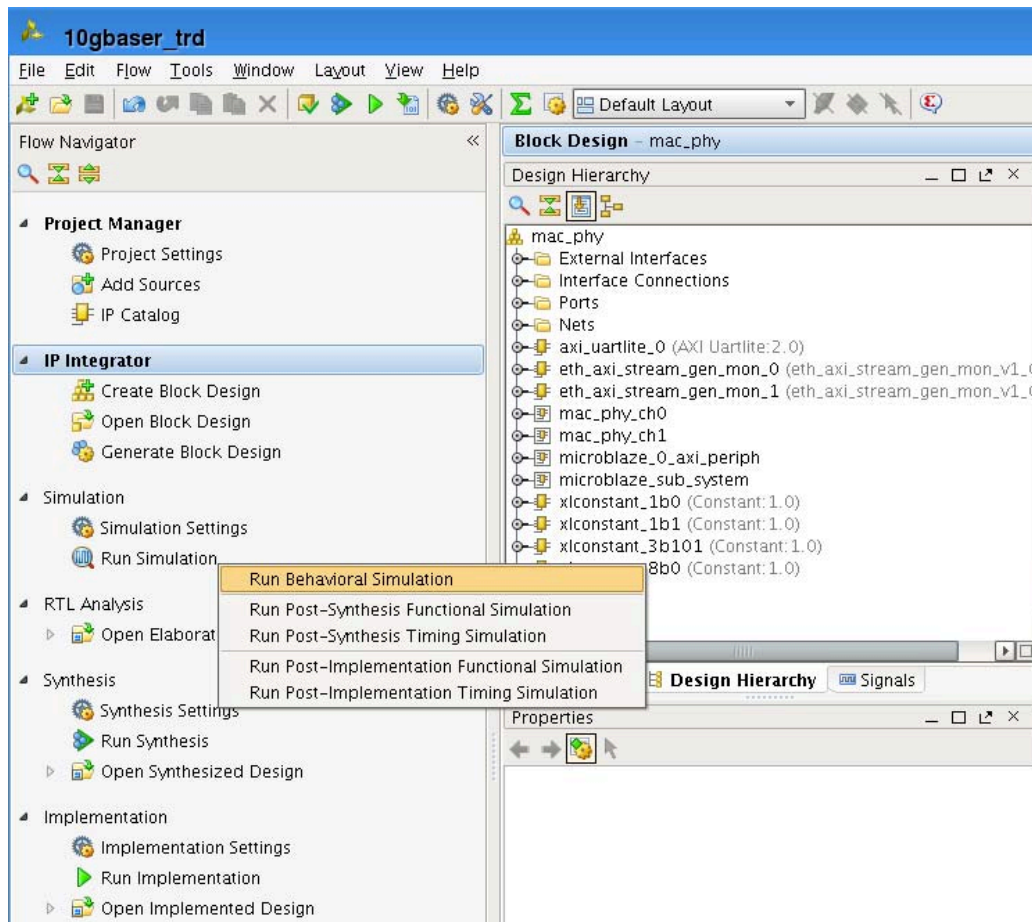 10gbaser_trd
File Edit Flow Tools Window Layout View Help
Default Layout
Flow Navigator
Project Manager
Project Settings
Add Sources
IP Catalog
IP Integrator
Create Block Design
Open Block Design
Generate Block Design
Simulation
Simulation Settings
Run Simulation
Run Behavioral Simulation
Run Post-Synthesis Functional Simulation
Run Post-Synthesis Timing Simulation
Run Post-Implementation Functional Simulation
Run Post-Implementation Timing Simulation
RTL Analysis
Open Elaborat
Synthesis
Synthesis Settings
Run Synthesis
Open Synthesized Design
Implementation
Implementation Settings
Run Implementation
Open Implemented Design
Block Design - mac_phy
Design Hierarchy
mac_phy
External Interfaces
Interface Connections
Ports
Nets
axi_uartlite_0 (AXI Uartlite:2.0)
eth_axi_stream_gen_mon_0 (eth_axi_stream_gen_mon_v1_
eth_axi_stream_gen_mon_1 (eth_axi_stream_gen_mon_v1_
mac_phy_ch0
mac_phy_ch1
microblaze_0_axi_periph
microblaze_sub_system
xlconstant_1b0 (Constant:1.0)
xlconstant_1b1 (Constant:1.0)
xlconstant_3b101 (Constant:1.0)
8b0 (Constant:1.0)
Design Hierarchy Signals
Properties